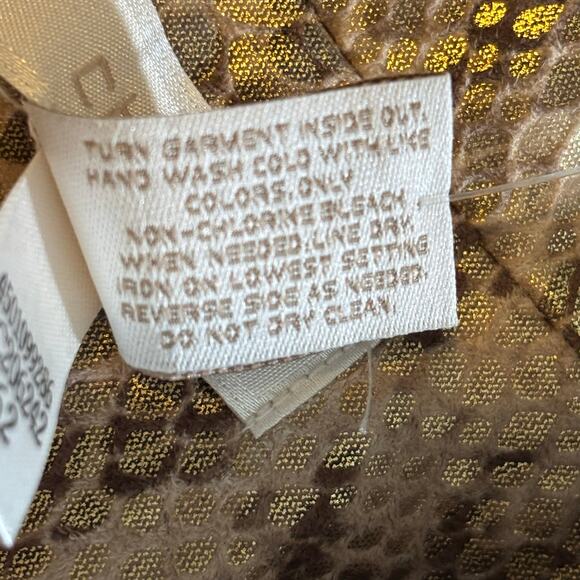 TURN GARMENT INSIDE OUT.
HAND WASH COLD WITH LIKE
COLORS.ONLY
NON-CHLORINE BLEACH
WHEN NEEDED.LINE DRY.
IRON ON LOWEST SETTING
REVERSE SIDE AS NEEDED.
DO NOT DRY CLEAN